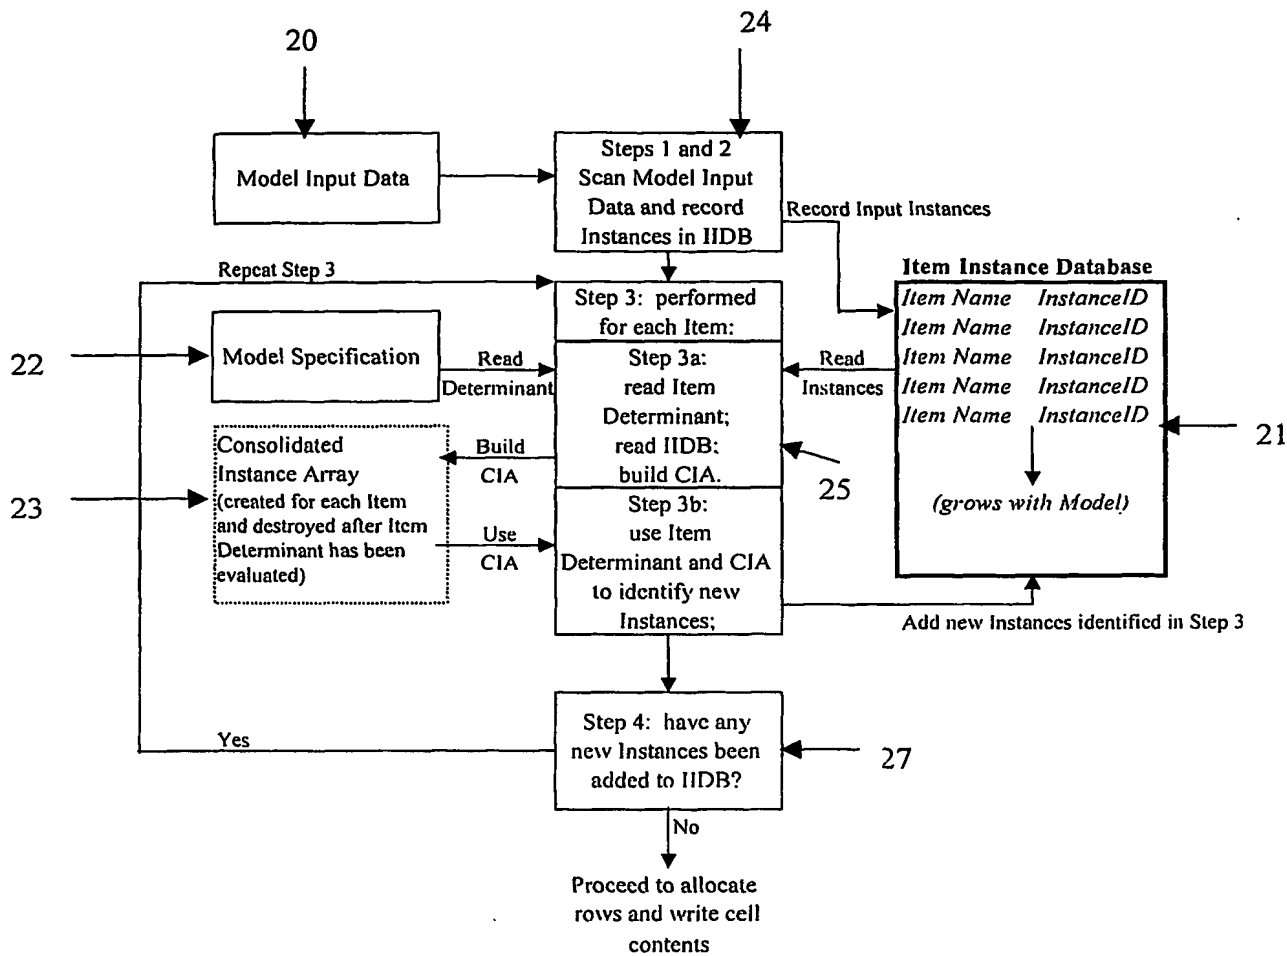 20
24
Model Input Data
Steps 1 and 2
Scan Model Input
Data and record
Instances in IIDB
Record Input Instances
Repeat Step 3
Item Instance Database
Item Name InstanceID
Item Name InstanceID
Item Name InstanceID
Item Name InstanceID
Item Name InstanceID
(grows with Model)
21
Step 3: performed
for each Item:
22
Model Specification
Read
Determinant
Step 3a:
read Item
Determinant;
read IIDB;
build CIA.
Read
Instances
25
23
Consolidated
Instance Array
(created for each Item
and destroyed after Item
Determinant has been
evaluated)
Build
CIA
Use
CIA
Step 3b:
use Item
Determinant and CIA
to identify new
Instances;
Add new Instances identified in Step 3
Step 4: have any
new Instances been
added to IIDB?
27
Yes
No
Proceed to allocate
rows and write cell
contents